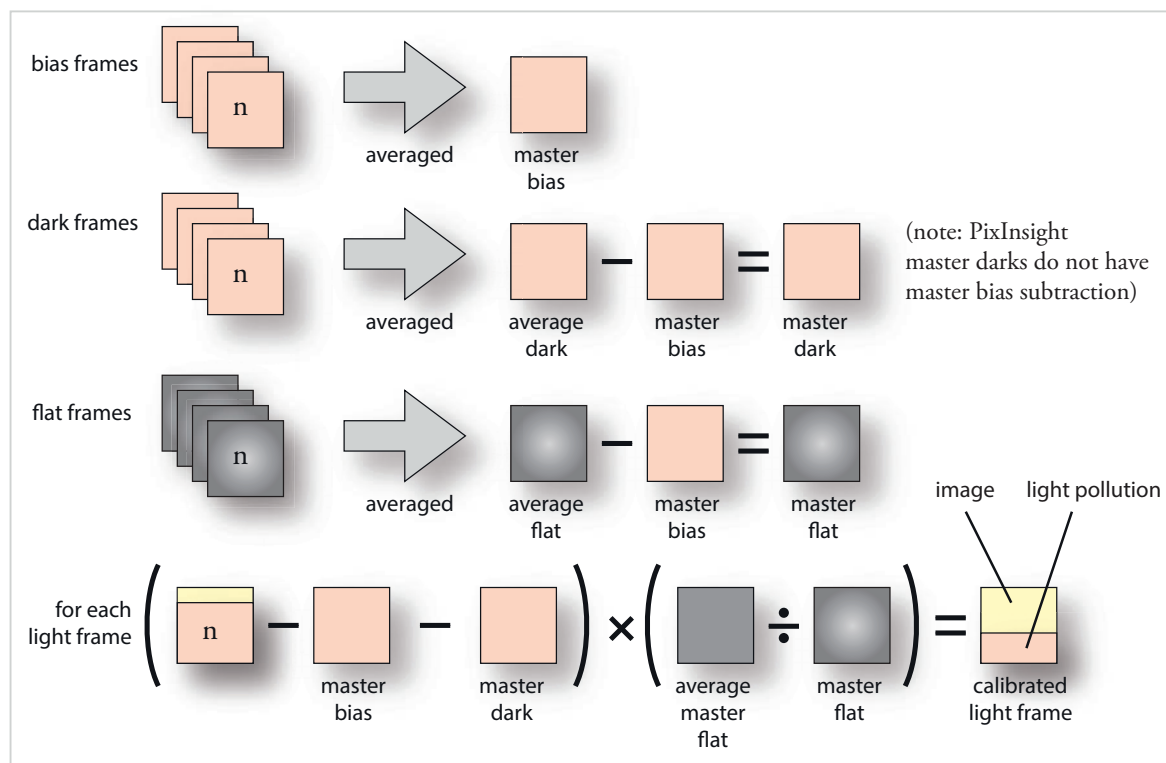 bias frames
n
averaged
master
bias
dark frames
n
averaged
average
dark
−
master
bias
=
master
dark
(note: PixInsight
master darks do not have
master bias subtraction)
flat frames
n
averaged
average
flat
−
master
bias
=
master
flat
image
light pollution
for each
light frame
(
n
−
master
bias
−
master
dark
)
×
(
average
master
flat
÷
master
flat
)
=
calibrated
light frame